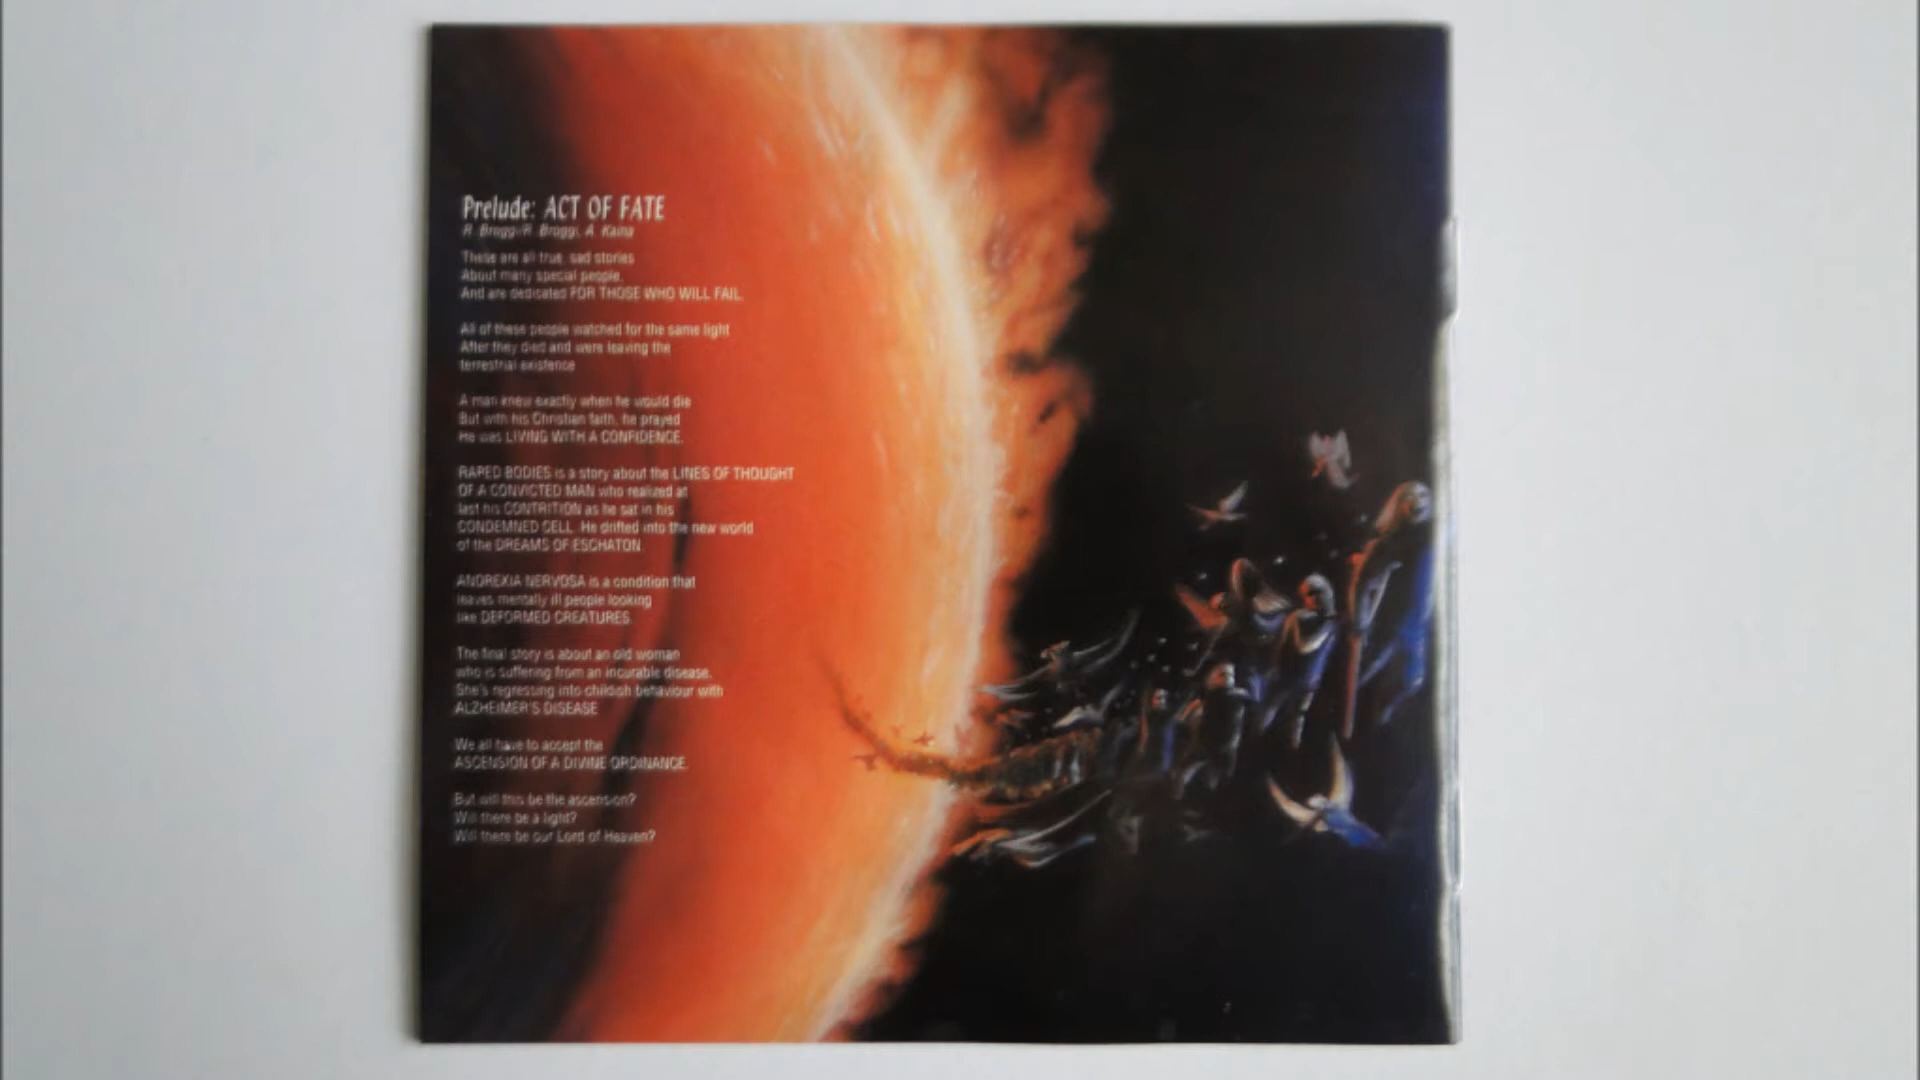 Prelude: ACT OF FATE
R. Broggi/R. Broggi, A. Kaina
These are all true, sad stories
About many special people,
And are dedicated FOR THOSE WHO WILL FAIL.
All of these people watched for the same light
After they died and were leaving the
terrestrial existence
A man knew exactly when he would die
But with his Christian faith, he prayed
He was LIVING WITH A CONFIDENCE.
RAPED BODIES is a story about the LINES OF THOUGHT
OF A CONVICTED MAN who realized at
last his CONTRITION as he sat in his
CONDEMNED CELL. He drifted into the new world
of the DREAMS OF ESCHATON.
ANOREXIA NERVOSA is a condition that
leaves mentally ill people looking
like DEFORMED CREATURES.
The final story is about an old woman
who is suffering from an incurable disease.
She's regressing into childish behaviour with
ALZHEIMER'S DISEASE
We all have to accept the
ASCENSION OF A DIVINE ORDINANCE.
But will this be the ascension?
Will there be a light?
Will there be our Lord of Heaven?